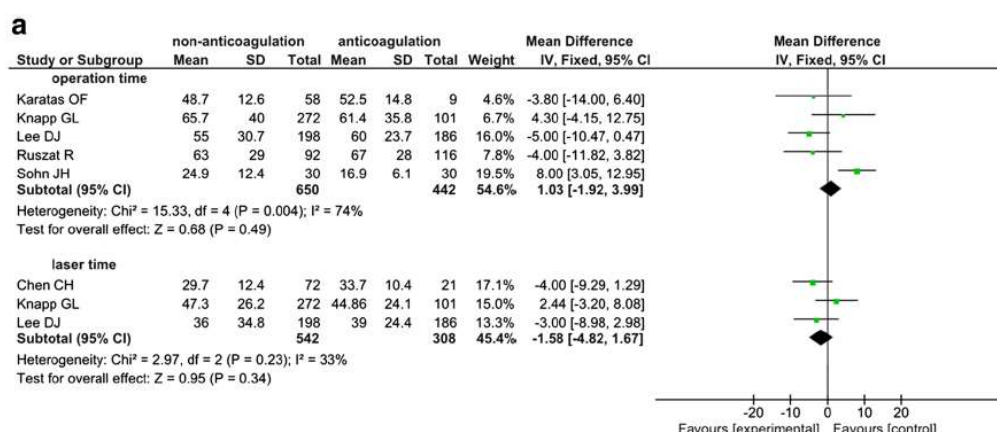 a
non-anticoagulation anticoagulation Mean Difference Mean Difference
Study or Subgroup Mean SD Total Mean SD Total Weight IV, Fixed, 95% CI IV, Fixed, 95% CI
operation time
Karatas OF 48.7 12.6 58 52.5 14.8 9 4.6% -3.80 [-14.00, 6.40]
Knapp GL 65.7 40 272 61.4 35.8 101 6.7% 4.30 [-4.15, 12.75]
Lee DJ 55 30.7 198 60 23.7 186 16.0% -5.00 [-10.47, 0.47]
Ruszat R 63 29 92 67 28 116 7.8% -4.00 [-11.82, 3.82]
Sohn JH 24.9 12.4 30 16.9 6.1 30 19.4% 8.00 [3.05, 12.95]
Subtotal (95% CI) 650 442 54.6% 1.03 [-1.92, 3.99]
Heterogeneity: Chi² = 15.33, df = 4 (P = 0.004); I² = 74%
Test for overall effect: Z = 0.68 (P = 0.49)
laser time
Chen CH 29.7 12.4 72 33.7 10.4 21 17.1% -4.00 [-9.29, 1.29]
Knapp GL 47.3 26.2 272 44.86 24.1 101 15.0% 2.44 [-3.20, 8.08]
Lee DJ 36 34.8 198 39 24.4 186 13.3% -3.00 [-8.98, 2.98]
Subtotal (95% CI) 542 308 45.4% -1.58 [-4.82, 1.67]
Heterogeneity: Chi² = 2.97, df = 2 (P = 0.23); I² = 33%
Test for overall effect: Z = 0.95 (P = 0.34)
-20 -10 0 10 20
Favours [experimental] Favours [control]